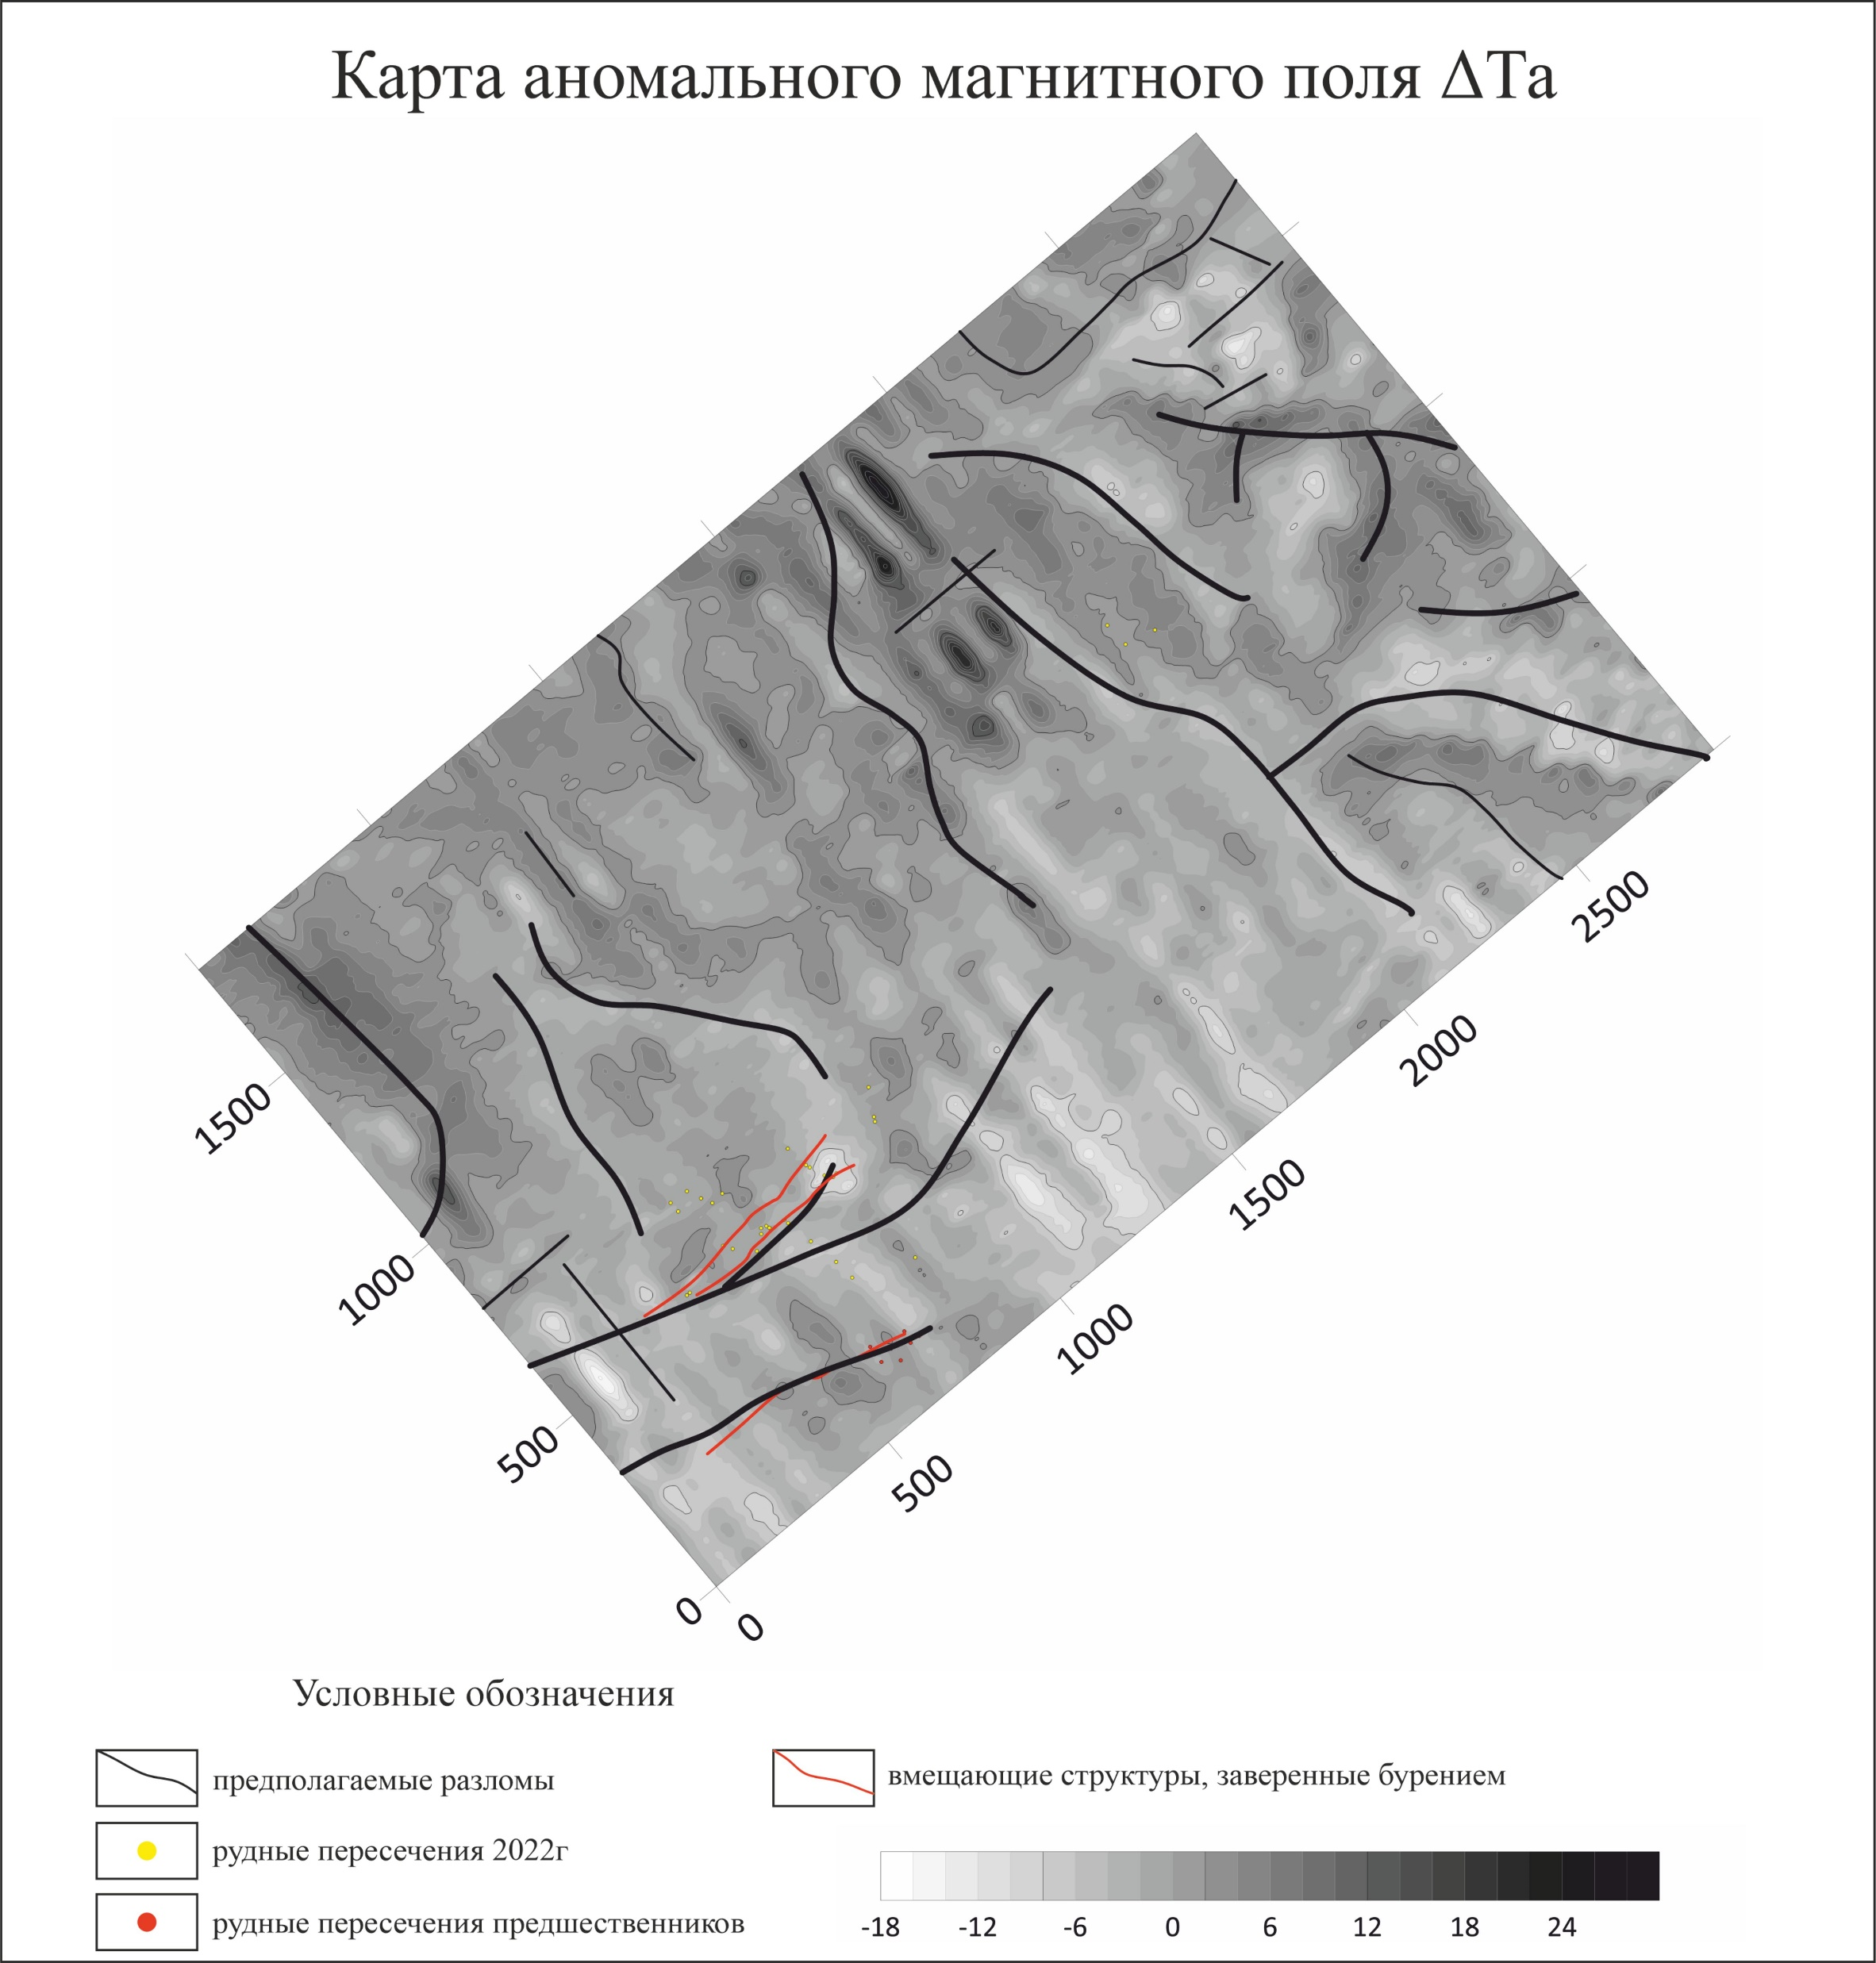 Карта аномального магнитного поля ΔTa
1500
1000
500
0
0
500
1000
1500
2000
2500
Условные обозначения
предполагаемые разломы
вмещающие структуры, заверенные бурением
рудные пересечения 2022г
рудные пересечения предшественников
-18 -12 -6 0 6 12 18 24